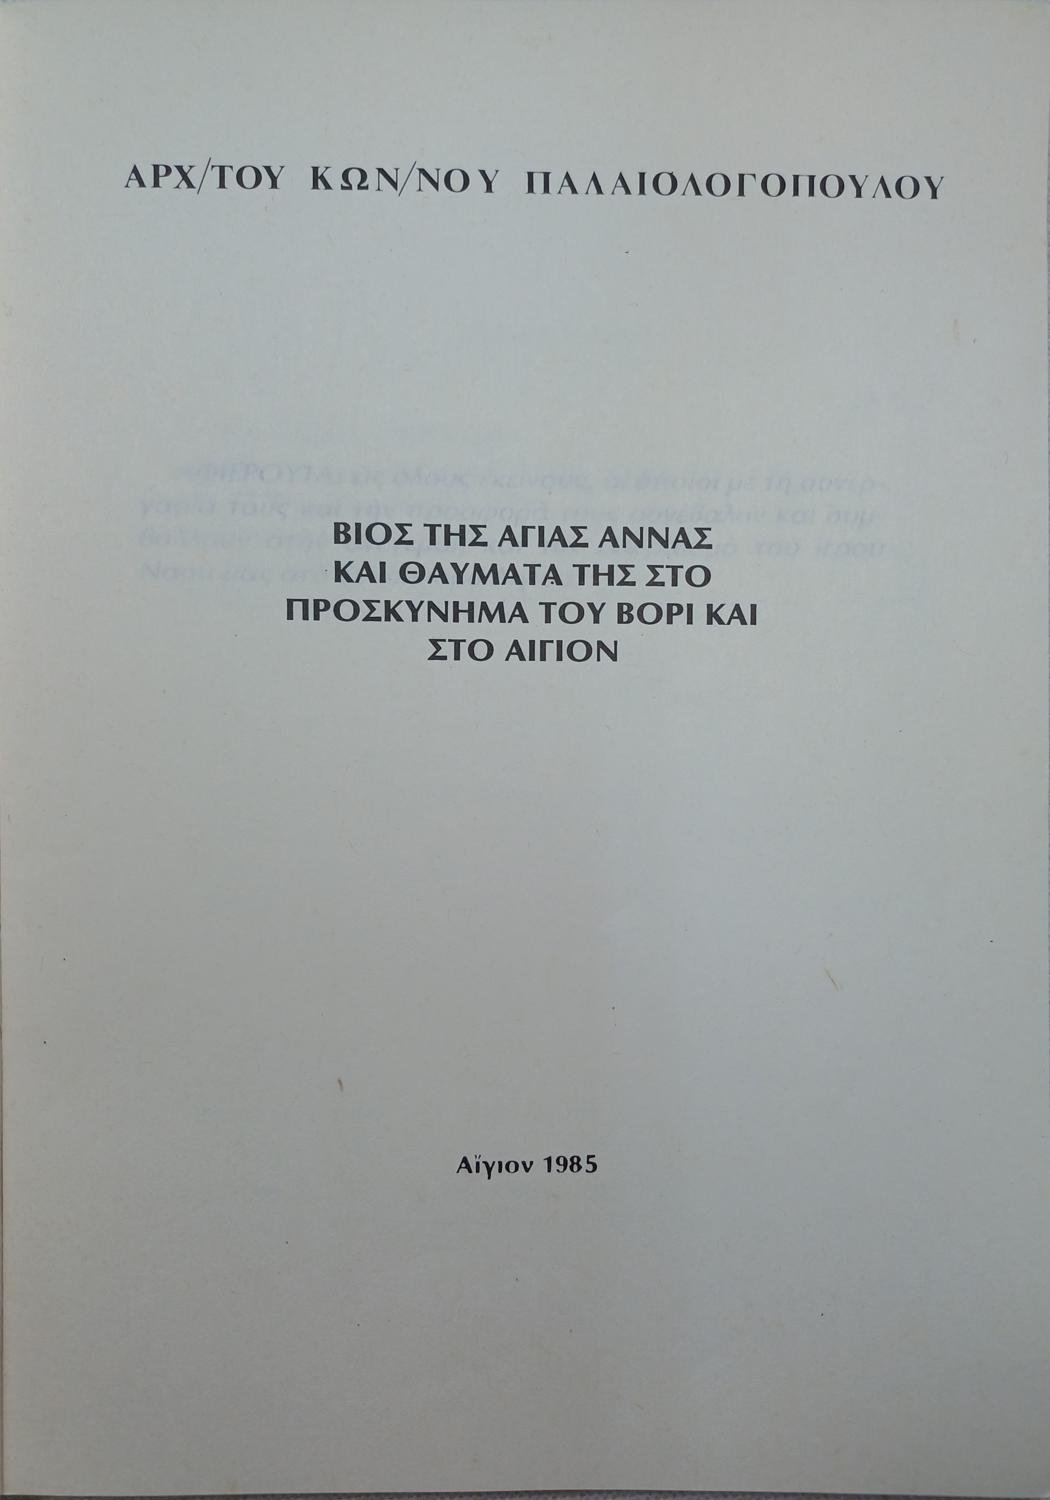 ΑΡΧ/ΤΟΥ ΚΩΝ/ΝΟΥ ΠΑΛΑΙΟΛΟΓΟΠΟΥΛΟΥ
ΒΙΟΣ ΤΗΣ ΑΓΙΑΣ ΑΝΝΑΣ
ΚΑΙ ΘΑΥΜΑΤΑ ΤΗΣ ΣΤΟ
ΠΡΟΣΚΥΝΗΜΑ ΤΟΥ ΒΟΡΙ ΚΑΙ
ΣΤΟ ΑΙΓΙΟΝ
Αἴγιον 1985